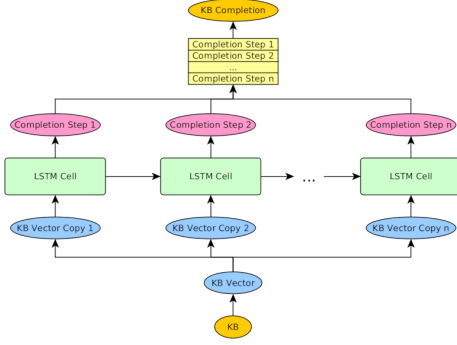 KB Completion
Completion Step 1
Completion Step 2
...
Completion Step n
Completion Step 1
Completion Step 2
Completion Step n
LSTM Cell
LSTM Cell
...
LSTM Cell
KB Vector Copy 1
KB Vector Copy 2
KB Vector Copy n
KB Vector
KB